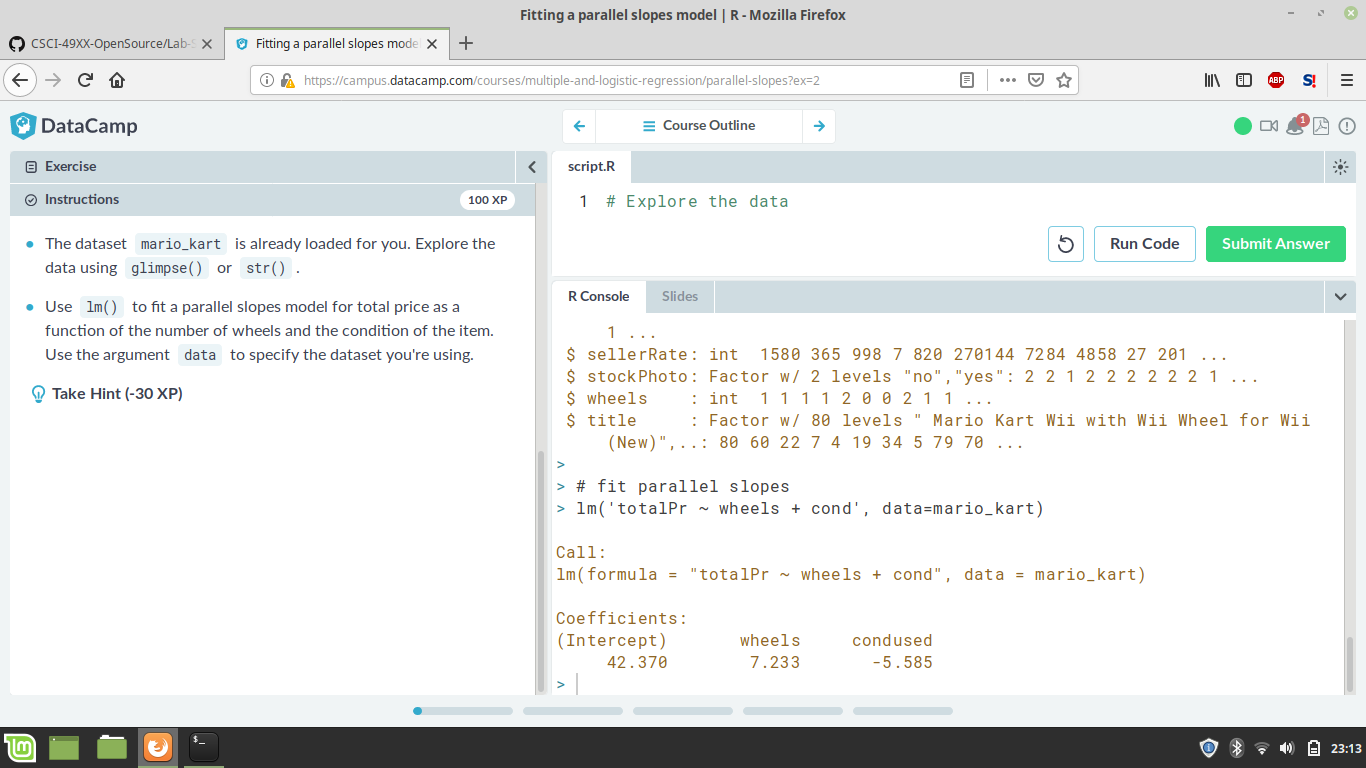 Fitting a parallel slopes model | R - Mozilla Firefox
CSCI-49XX-OpenSource/Lab-
Fitting a parallel slopes mode
https://campus.datacamp.com/courses/multiple-and-logistic-regression/parallel-slopes?ex=2
ABP
S!
DataCamp
Course Outline
1
Exercise
Instructions
100 XP
The dataset mario_kart is already loaded for you. Explore the
data using glimpse() or str() .
Use lm() to fit a parallel slopes model for total price as a
function of the number of wheels and the condition of the item.
Use the argument data to specify the dataset you're using.
Take Hint (-30 XP)
script.R
1 # Explore the data
Run Code
Submit Answer
R Console
Slides
1 ...
$ sellerRate: int 1580 365 998 7 820 270144 7284 4858 27 201 ...
$ stockPhoto: Factor w/ 2 levels "no","yes": 2 2 1 2 2 2 2 2 2 1 ...
$ wheels : int 1 1 1 1 2 0 0 2 1 1 ...
$ title : Factor w/ 80 levels " Mario Kart Wii with Wii Wheel for Wii
(New)",..: 80 60 22 7 4 19 34 5 79 70 ...
>
> # fit parallel slopes
> lm('totalPr ~ wheels + cond', data=mario_kart)
Call:
lm(formula = "totalPr ~ wheels + cond", data = mario_kart)
Coefficients:
(Intercept) wheels condused
42.370 7.233 -5.585
>
lm
$_
23:13